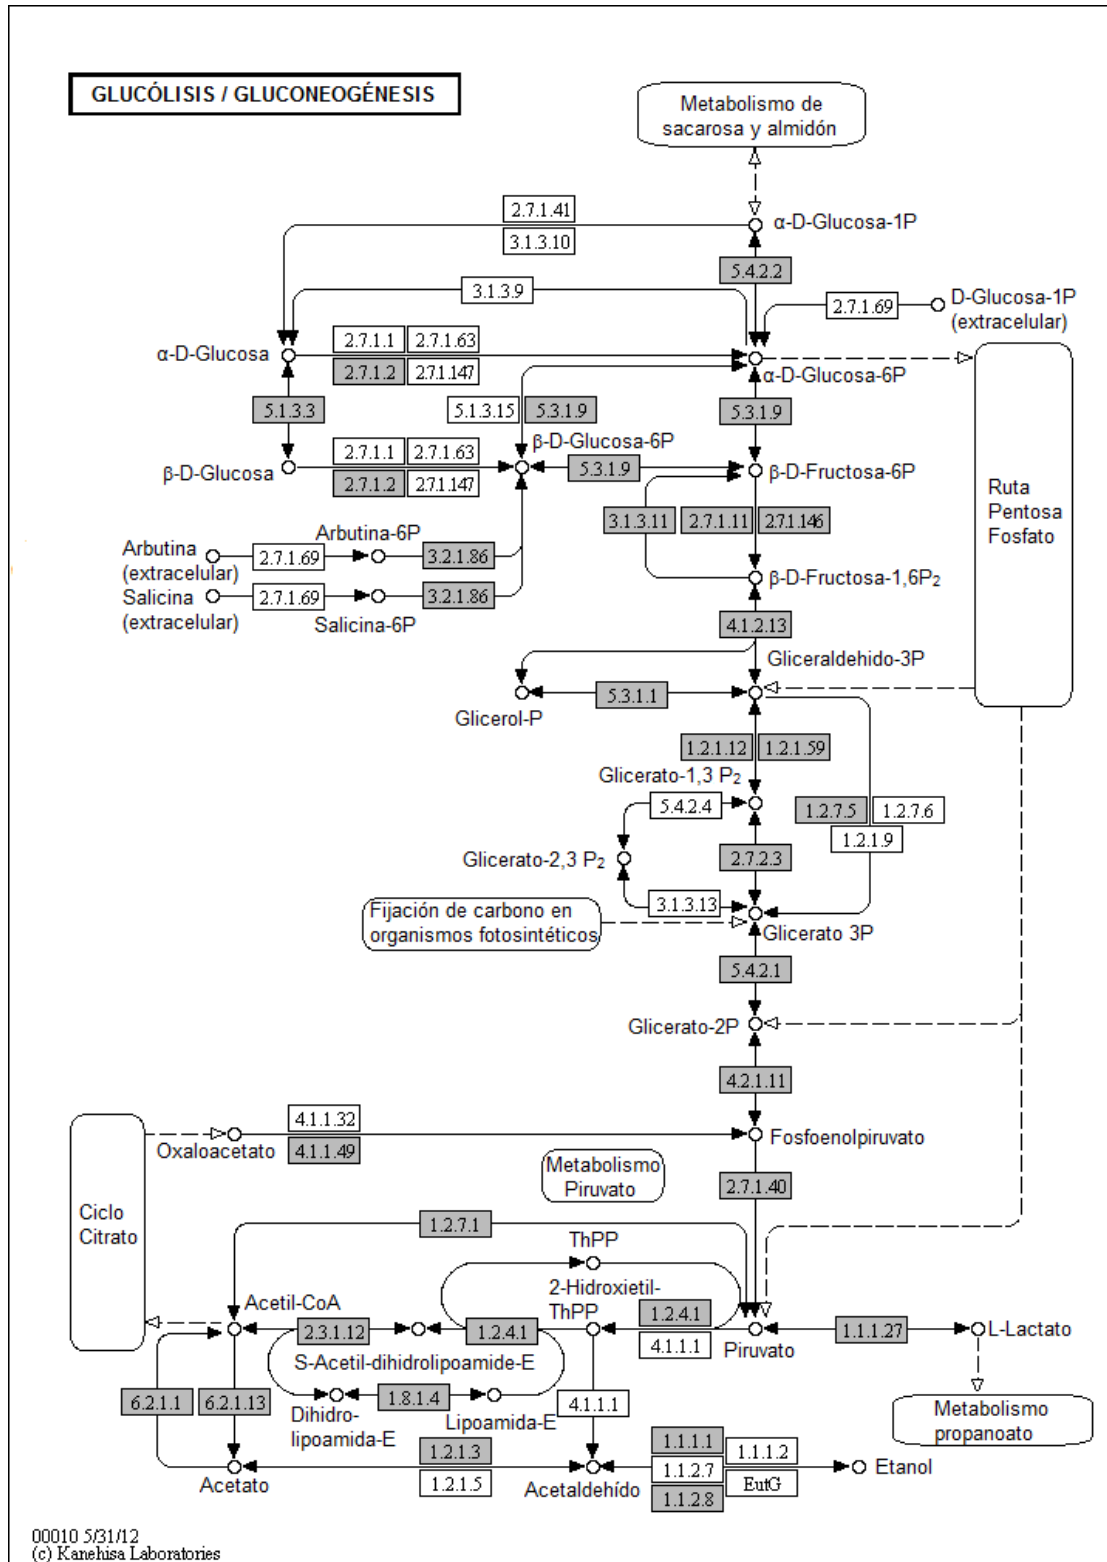 GLUCÓLISIS / GLUCONEOGÉNESIS
Metabolismo de
sacarosa y almidón
2.7.1.41
3.1.3.10
α-D-Glucosa-1P
5.4.2.2
3.1.3.9
2.7.1.69
D-Glucosa-1P
(extracelular)
α-D-Glucosa
2.7.1.1
2.7.1.63
2.7.1.2
2.7.1.147
α-D-Glucosa-6P
5.1.3.3
5.1.3.15
5.3.1.9
5.3.1.9
β-D-Glucosa
2.7.1.1
2.7.1.63
2.7.1.2
2.7.1.147
β-D-Glucosa-6P
5.3.1.9
β-D-Fructosa-6P
Ruta
Pentosa
Fosfato
3.1.3.11
2.7.1.11
2.7.1.146
Arbutina
(extracelular)
2.7.1.69
Arbutina-6P
3.2.1.86
β-D-Fructosa-1,6P2
Salicina
(extracelular)
2.7.1.69
Salicina-6P
3.2.1.86
4.1.2.13
Gliceraldehido-3P
Glicerol-P
5.3.1.1
1.2.1.12
1.2.1.59
Glicerato-1,3 P2
5.4.2.4
1.2.7.5
1.2.7.6
1.2.1.9
Glicerato-2,3 P2
2.7.2.3
3.1.3.13
Fijación de carbono en
organismos fotosintéticos
Glicerato 3P
5.4.2.1
Glicerato-2P
4.2.1.11
Oxaloacetato
4.1.1.32
4.1.1.49
Fosfoenolpiruvato
Metabolismo
Piruvato
2.7.1.40
Ciclo
Citrato
1.2.7.1
ThPP
2-Hidroxietil-
ThPP
Acetil-CoA
2.3.1.12
1.2.4.1
1.2.4.1
4.1.1.1
Piruvato
1.1.1.27
L-Lactato
S-Acetil-dihidrolipoamide-E
6.2.1.1
6.2.1.13
1.8.1.4
Dihidro-
lipoamida-E
Lipoamida-E
4.1.1.1
Metabolismo
propanoato
Acetato
1.2.1.3
1.2.1.5
Acetaldehído
1.1.1.1
1.1.1.2
1.1.2.7
EutG
1.1.2.8
Etanol
00010 5/31/12
(c) Kanehisa Laboratories